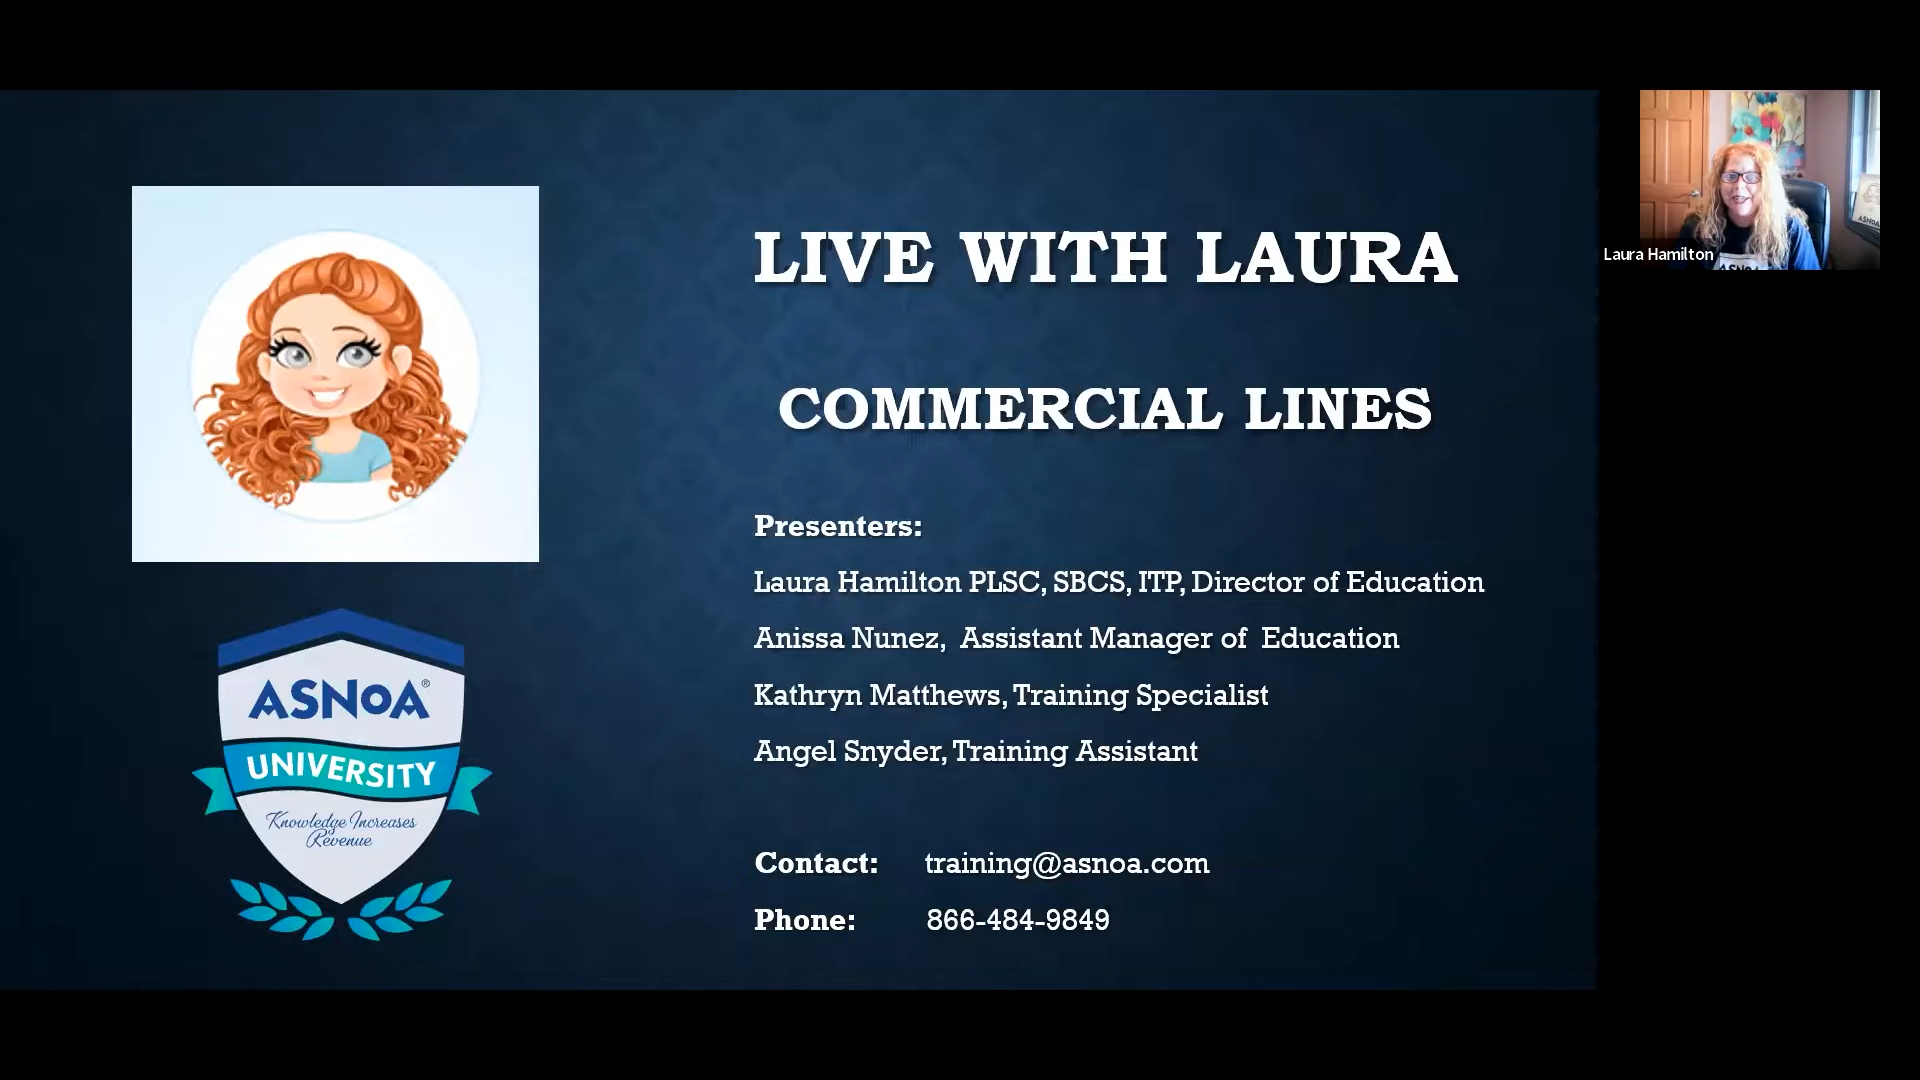 LIVE WITH LAURA
COMMERCIAL LINES
Presenters:
Laura Hamilton PLSC, SBCS, ITP, Director of Education
Anissa Nunez, Assistant Manager of Education
Kathryn Matthews, Training Specialist
Angel Snyder, Training Assistant
Contact: training@asnoa.com
Phone: 866-484-9849
ASNOA®
UNIVERSITY
Knowledge Increases
Revenue
Laura Hamilton
ASNOA
ASNOA